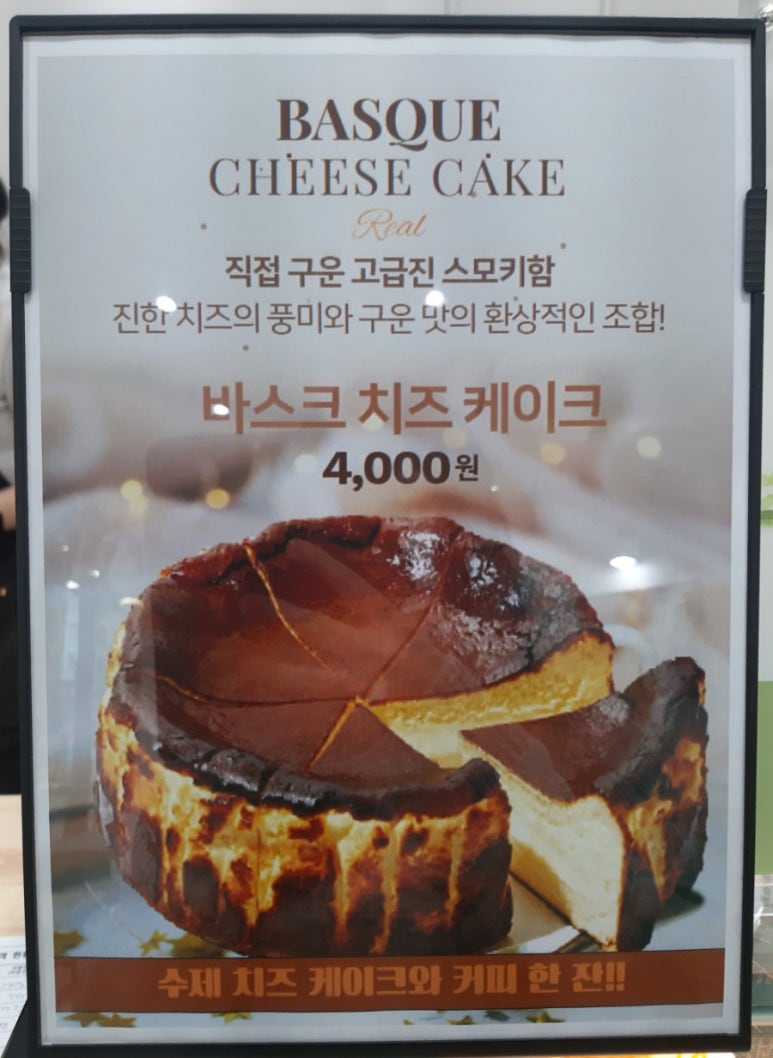 BASQUE
CHEESE CAKE
Real
직접 구운 고급진 스모키함
진한 치즈의 풍미와 구운 맛의 환상적인 조합!
바스크 치즈 케이크
4,000원
수제 치즈 케이크와 커피 한 잔!!